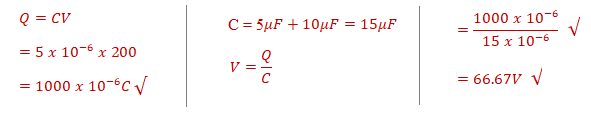 Q = CV
= 5 x 10⁻⁶ x 200
= 1000 x 10⁻⁶C √
C = 5µF + 10µF = 15µF
V = Q/C
= 1000 x 10⁻⁶ / 15 x 10⁻⁶ √
= 66.67V √